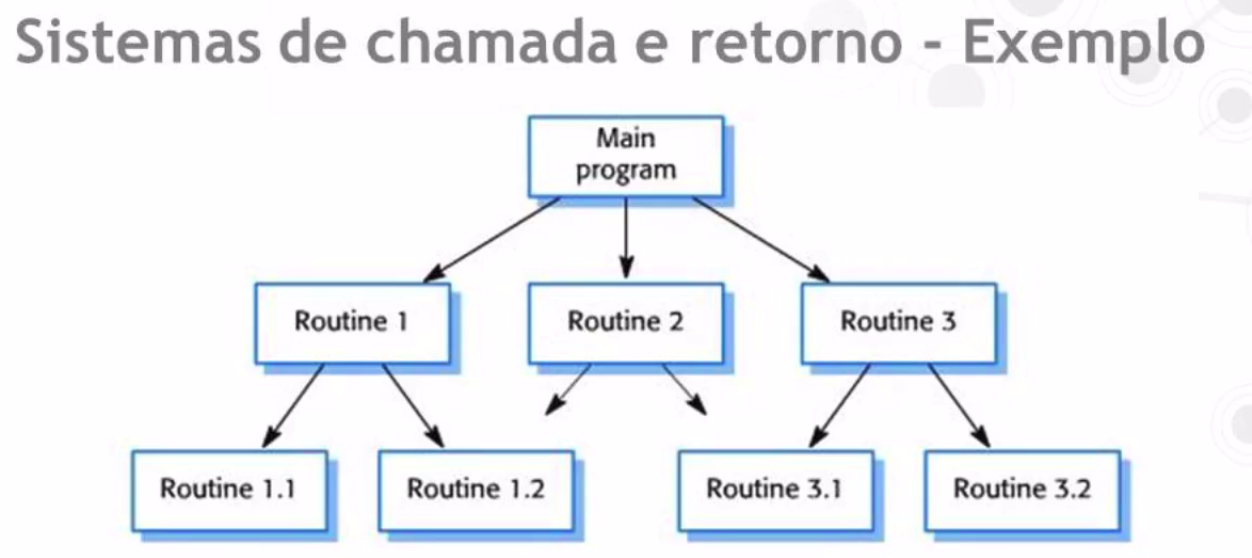 Sistemas de chamada e retorno - Exemplo
Main
program
Routine 1
Routine 2
Routine 3
Routine 1.1
Routine 1.2
Routine 3.1
Routine 3.2